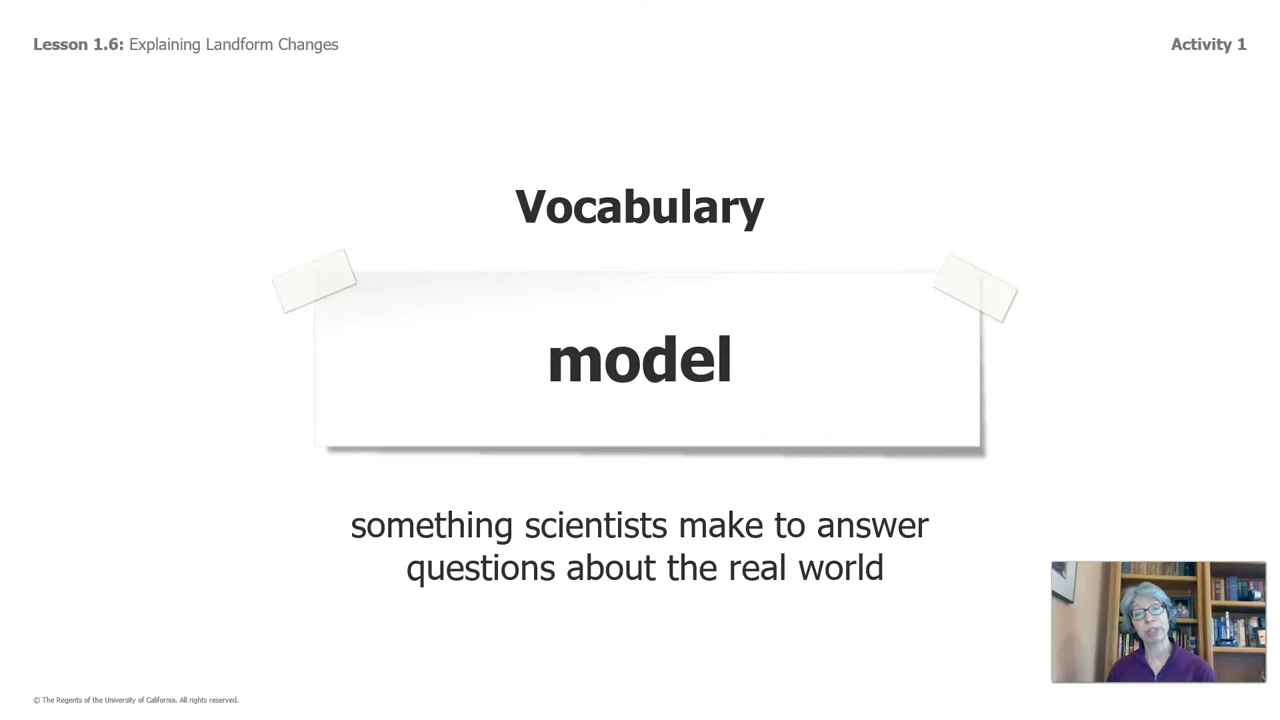 Lesson 1.6: Explaining Landform Changes
Activity 1
Vocabulary
model
something scientists make to answer
questions about the real world
© The Regents of the University of California. All rights reserved.